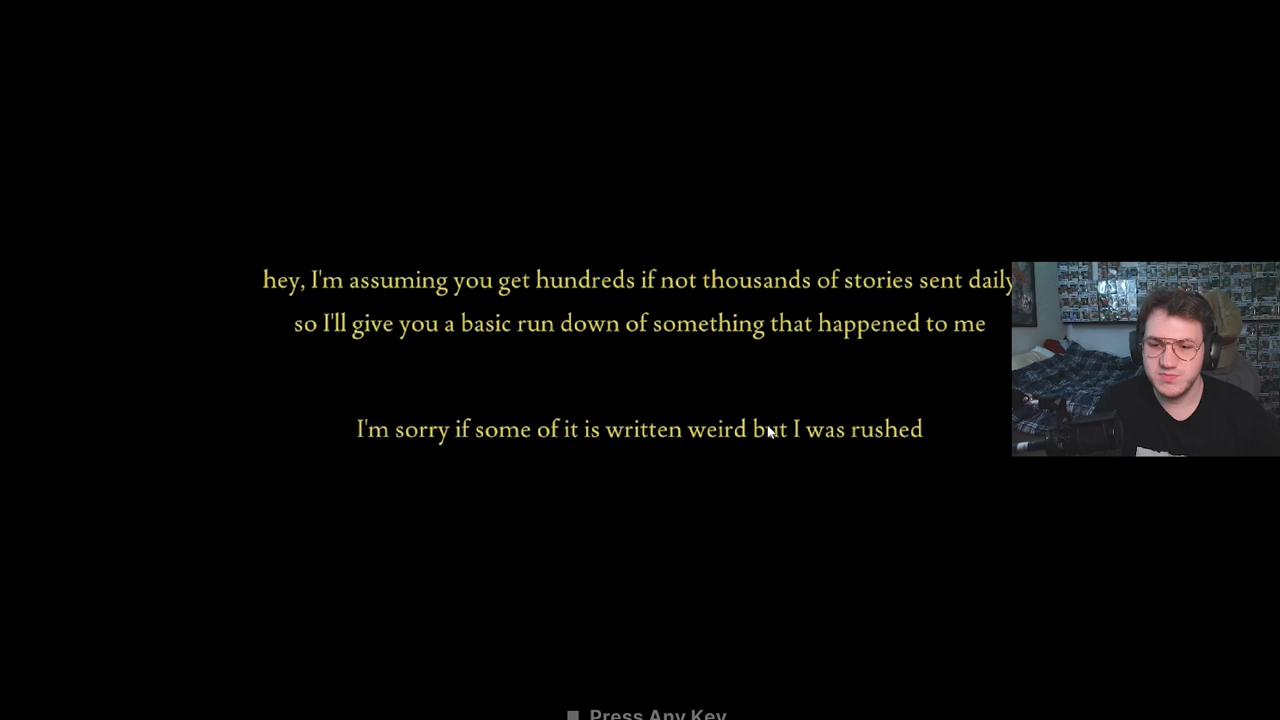 hey, I'm assuming you get hundreds if not thousands of stories sent daily
so I'll give you a basic run down of something that happened to me
I'm sorry if some of it is written weird but I was rushed
Press Any Key